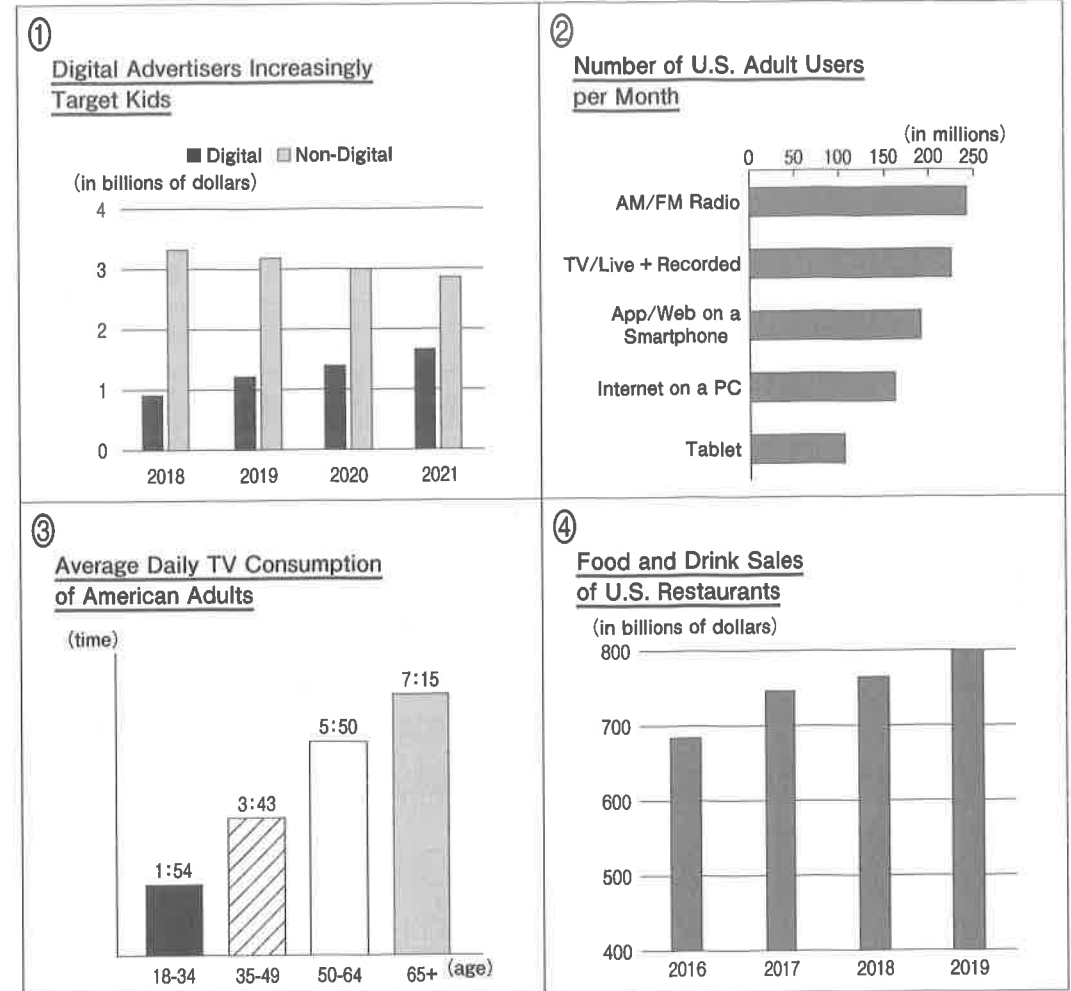 ①
Digital Advertisers Increasingly
Target Kids
Digital Non-Digital
(in billions of dollars)
4
3
2
1
0
2018 2019 2020 2021
②
Number of U.S. Adult Users
per Month
(in millions)
0 50 100 150 200 250
AM/FM Radio
TV/Live + Recorded
App/Web on a
Smartphone
Internet on a PC
Tablet
③
Average Daily TV Consumption
of American Adults
(time)
7:15
5:50
3:43
1:54
18-34 35-49 50-64 65+ (age)
④
Food and Drink Sales
of U.S. Restaurants
(in billions of dollars)
800
700
600
500
400
2016 2017 2018 2019